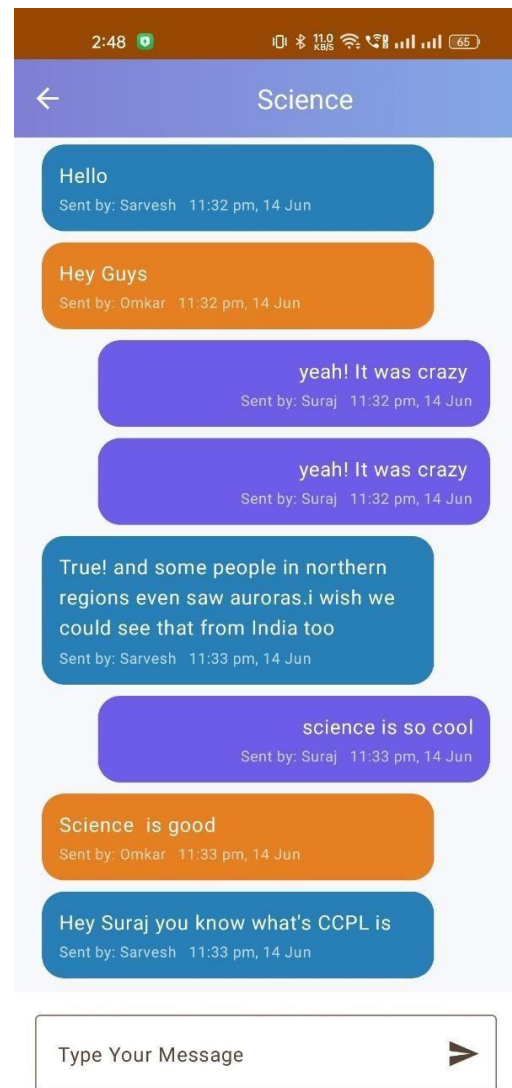 2:48
11.0
KB/S
65
Science
Hello
Sent by: Sarvesh 11:32 pm, 14 Jun
Hey Guys
Sent by: Omkar 11:32 pm, 14 Jun
yeah! It was crazy
Sent by: Suraj 11:32 pm, 14 Jun
yeah! It was crazy
Sent by: Suraj 11:32 pm, 14 Jun
True! and some people in northern
regions even saw auroras.i wish we
could see that from India too
Sent by: Sarvesh 11:33 pm, 14 Jun
science is so cool
Sent by: Suraj 11:33 pm, 14 Jun
Science  is good
Sent by: Omkar 11:33 pm, 14 Jun
Hey Suraj you know what's CCPL is
Sent by: Sarvesh 11:33 pm, 14 Jun
Type Your Message